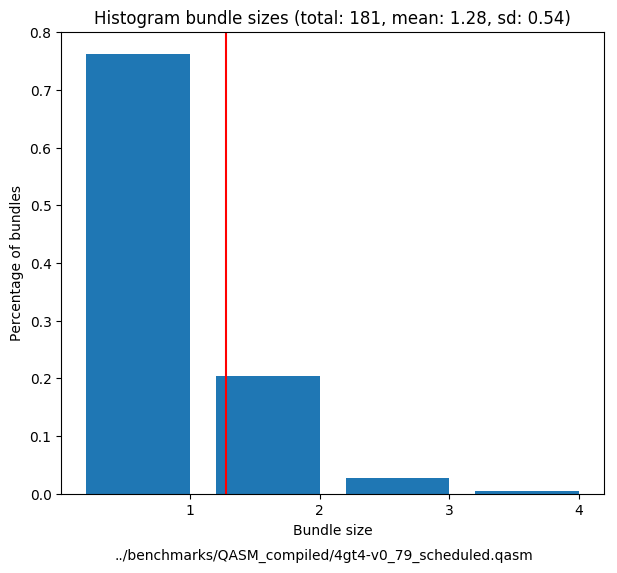 Histogram bundle sizes (total: 181, mean: 1.28, sd: 0.54)
0.8
0.7
0.6
0.5
0.4
0.3
0.2
0.1
0.0
Percentage of bundles
1 2 3 4
Bundle size
../benchmarks/QASM_compiled/4gt4-v0_79_scheduled.qasm